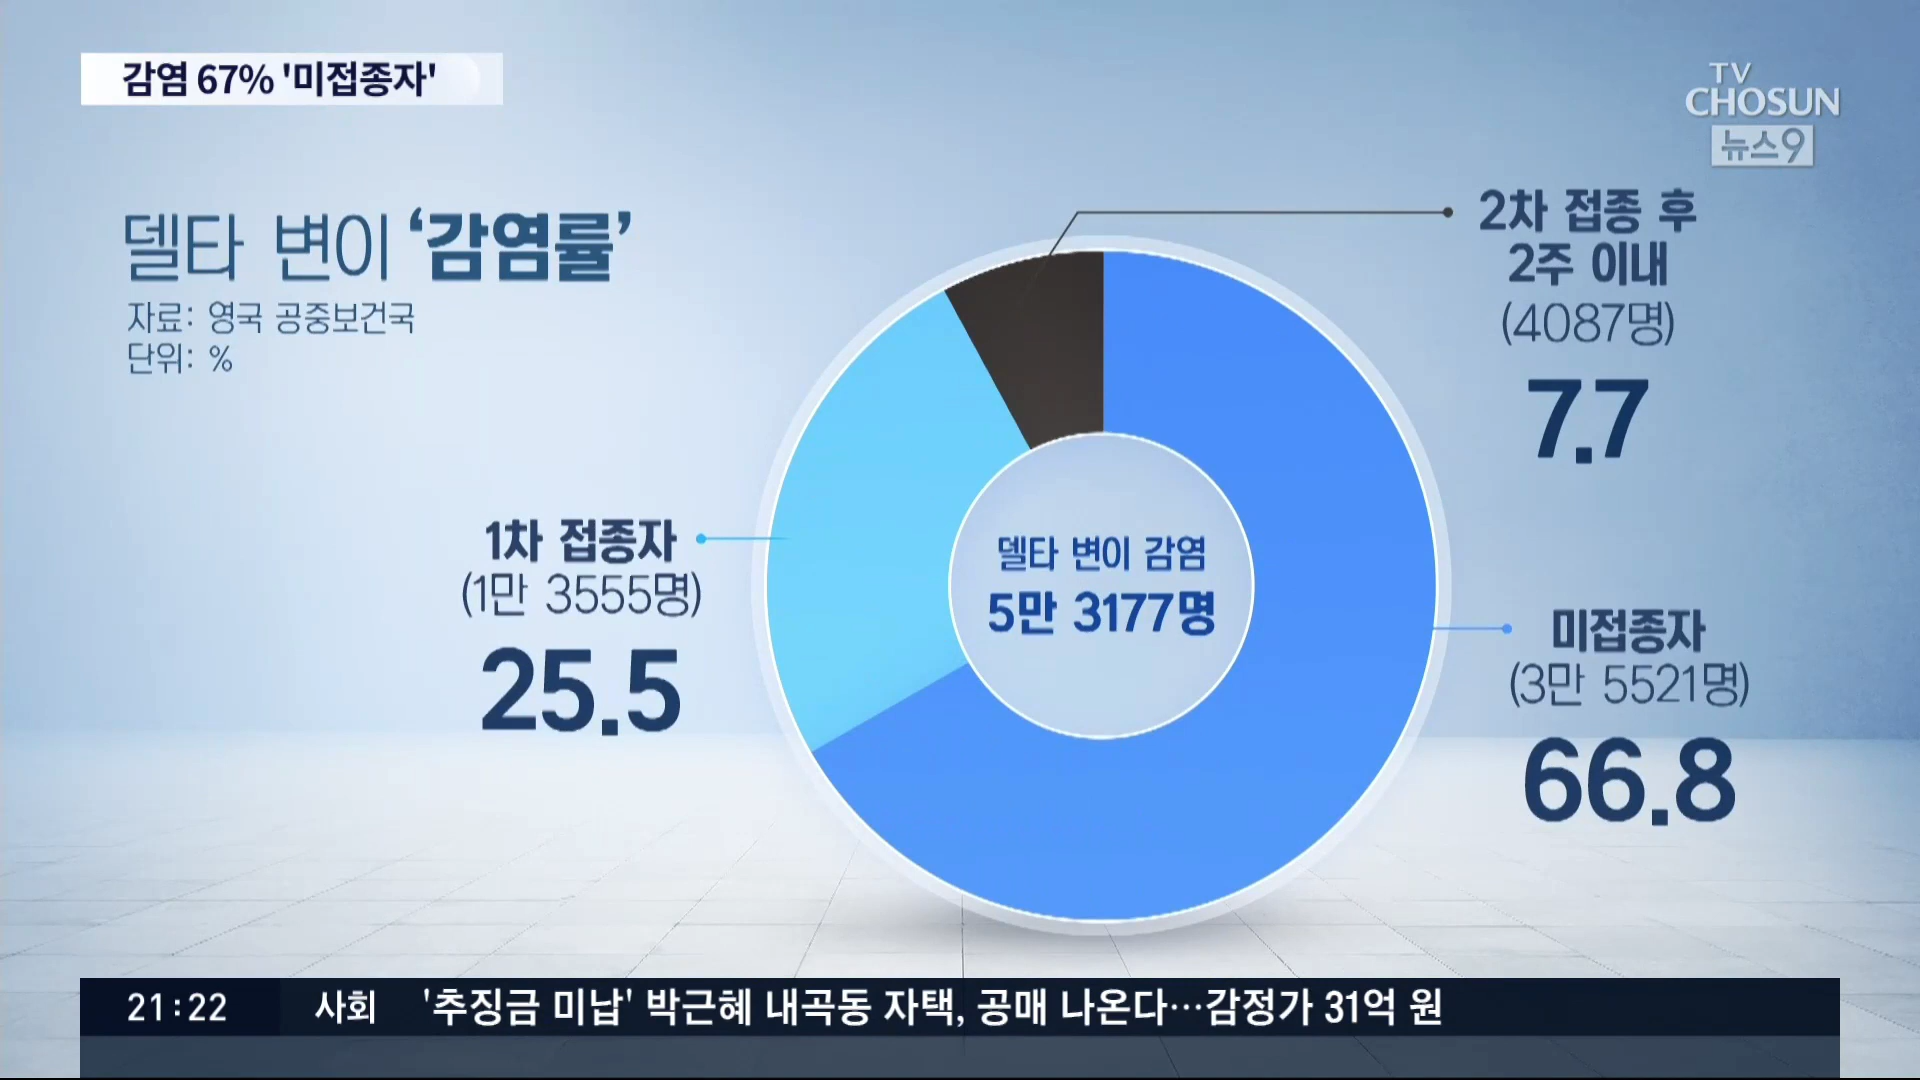 감염 67% '미접종자'
TV
CHOSUN
뉴스9
델타 변이 ‘감염률’
자료: 영국 공중보건국
단위: %
2차 접종 후
2주 이내
(4087명)
7.7
1차 접종자
(1만 3555명)
25.5
델타 변이 감염
5만 3177명
미접종자
(3만 5521명)
66.8
21:22 사회 '추징금 미납' 박근혜 내곡동 자택, 공매 나온다…감정가 31억 원